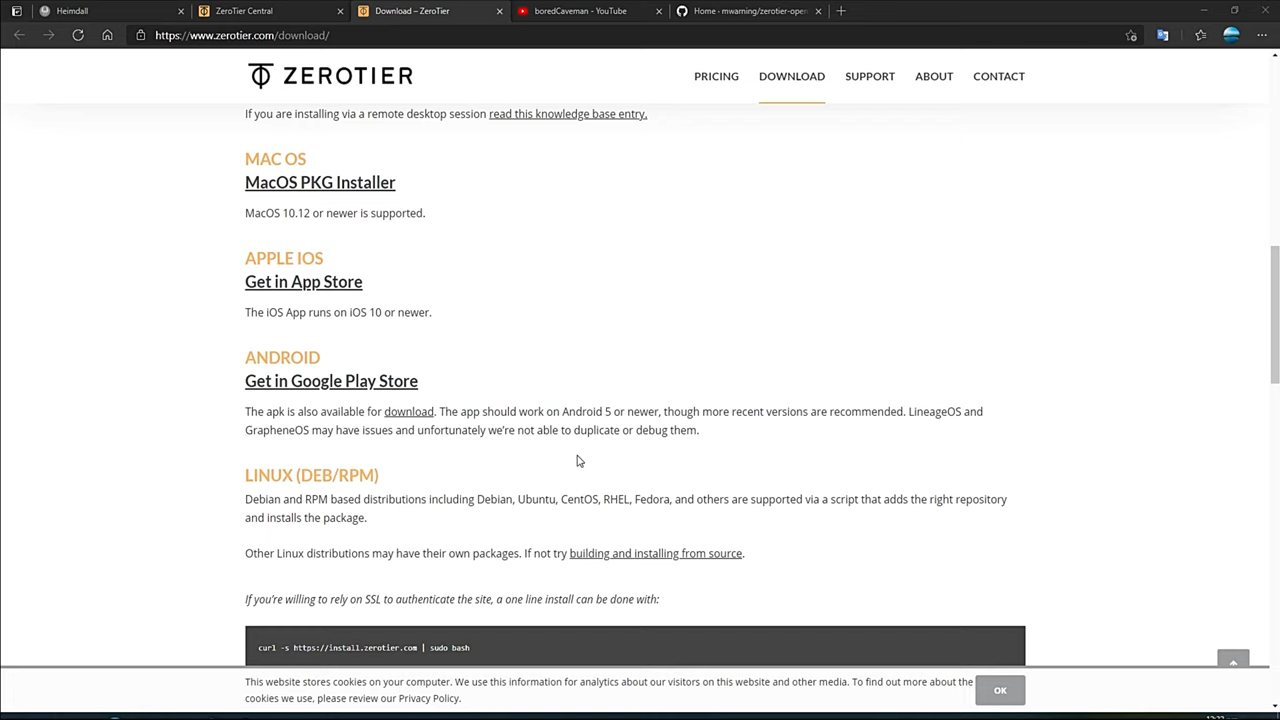 Heimdall
ZeroTier Central
Download – ZeroTier
boredCaveman - YouTube
Home · mwarning/zerotier-open
https://www.zerotier.com/download/
ZEROTIER
PRICING
DOWNLOAD
SUPPORT
ABOUT
CONTACT
If you are installing via a remote desktop session read this knowledge base entry.
MAC OS
MacOS PKG Installer
MacOS 10.12 or newer is supported.
APPLE IOS
Get in App Store
The iOS App runs on iOS 10 or newer.
ANDROID
Get in Google Play Store
The apk is also available for download. The app should work on Android 5 or newer, though more recent versions are recommended. LineageOS and
GrapheneOS may have issues and unfortunately we're not able to duplicate or debug them.
LINUX (DEB/RPM)
Debian and RPM based distributions including Debian, Ubuntu, CentOS, RHEL, Fedora, and others are supported via a script that adds the right repository
and installs the package.
Other Linux distributions may have their own packages. If not try building and installing from source.
If you're willing to rely on SSL to authenticate the site, a one line install can be done with:
curl -s https://install.zerotier.com | sudo bash
This website stores cookies on your computer. We use this information for analytics about our visitors on this website and other media. To find out more about the
cookies we use, please review our Privacy Policy.
OK